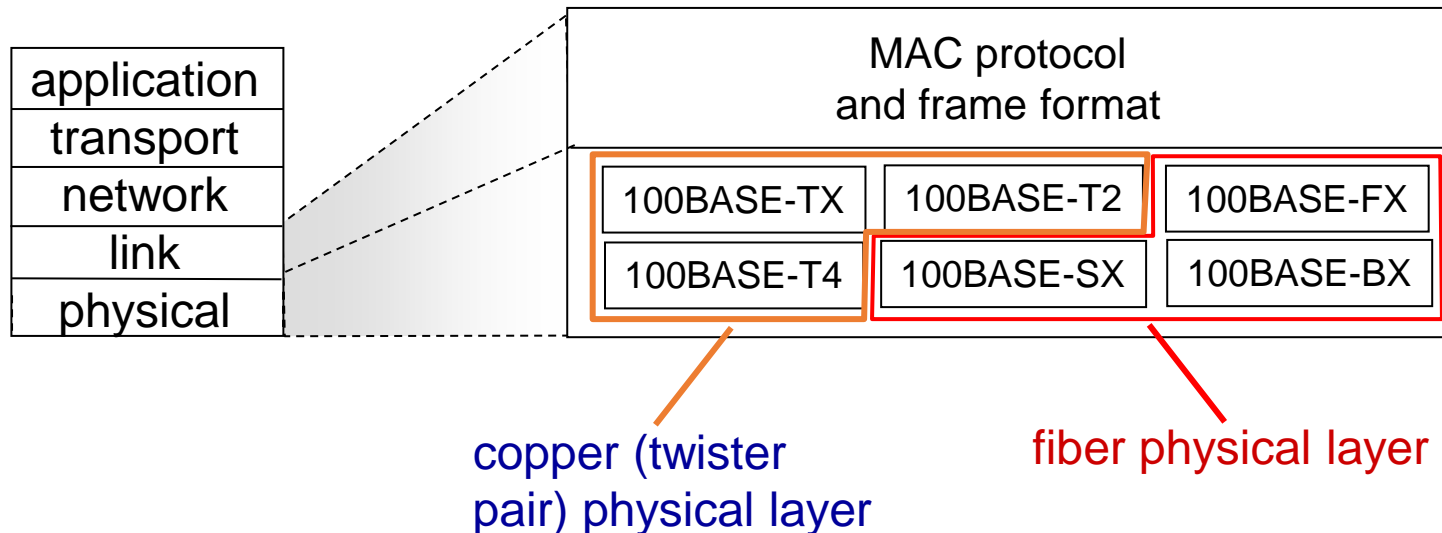 application
transport
network
link
physical
MAC protocol
and frame format
100BASE-TX
100BASE-T2
100BASE-FX
100BASE-T4
100BASE-SX
100BASE-BX
copper (twister
pair) physical layer
fiber physical layer